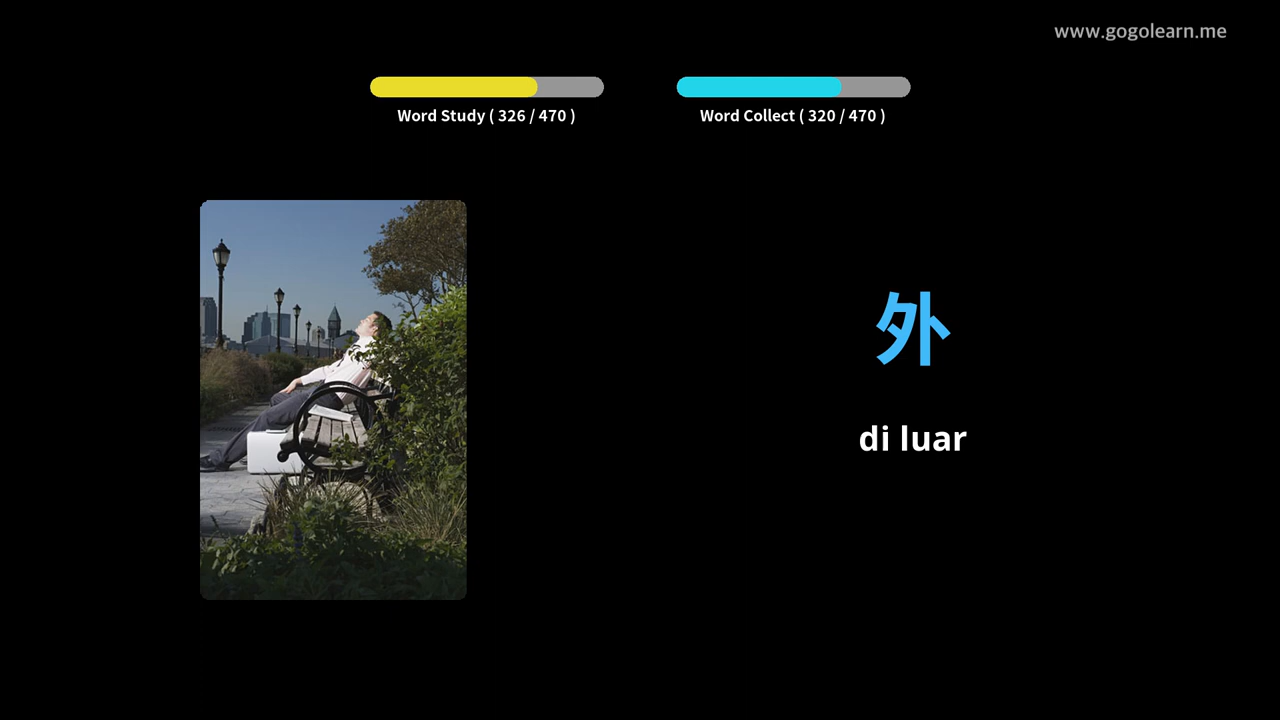 www.gogolearn.me
Word Study ( 326 / 470 )
Word Collect ( 320 / 470 )
外
di luar